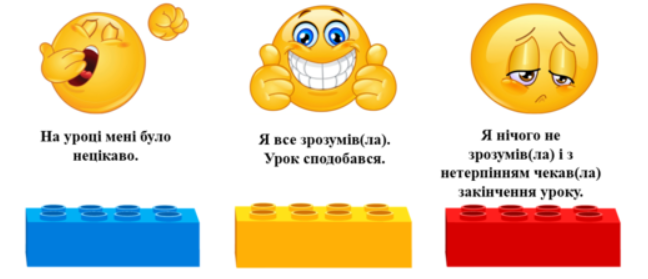 На уроці мені було
нецікаво.
Я все зрозумів(ла).
Урок сподобався.
Я нічого не
зрозумів(ла) і з
нетерпінням чекав(ла)
закінчення уроку.